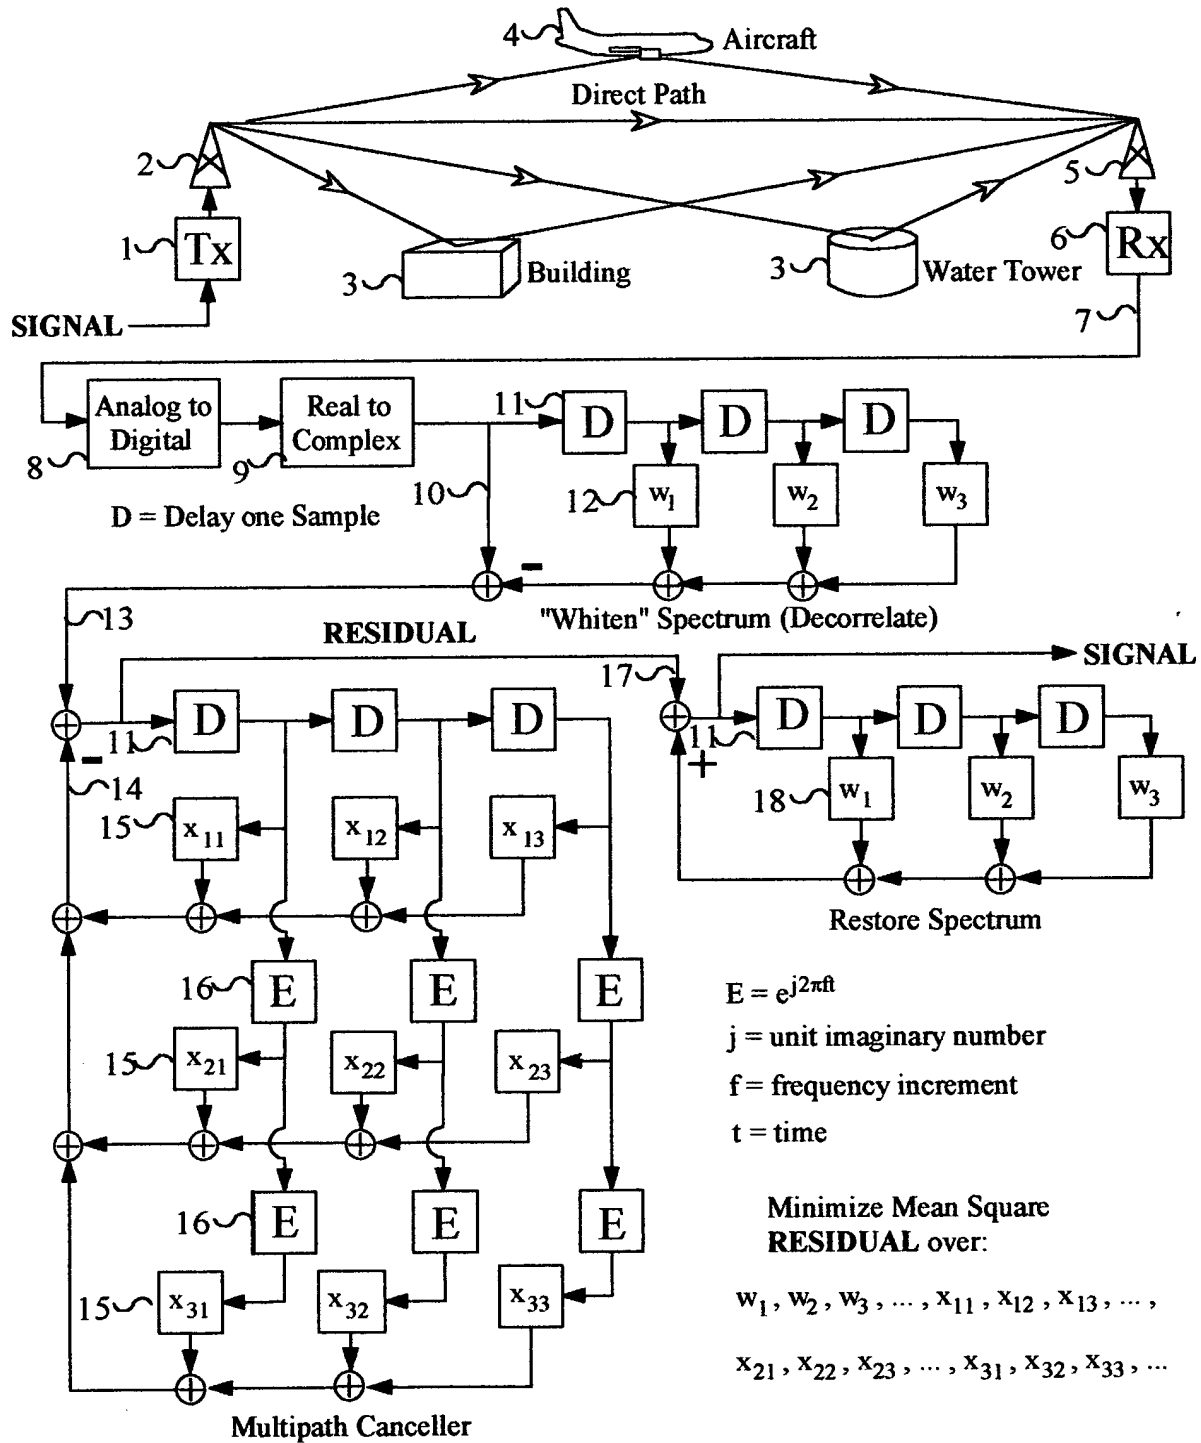 4
Aircraft
Direct Path
2
5
1
Tx
3
Building
3
Water Tower
6
Rx
SIGNAL
7
Analog to
Digital
8
Real to
Complex
9
11
D
D
D
10
12
w1
w2
w3
D = Delay one Sample
−
13
"Whiten" Spectrum (Decorrelate)
RESIDUAL
17
SIGNAL
D
D
D
11
−
14
11
D
D
D
+
15
x11
x12
x13
18
w1
w2
w3
Restore Spectrum
16
E
E
E
E = e^j2πft
j = unit imaginary number
15
x21
x22
x23
f = frequency increment
t = time
16
E
E
E
Minimize Mean Square
RESIDUAL over:
15
x31
x32
x33
w1, w2, w3, ... , x11, x12, x13, ... ,
x21, x22, x23, ... , x31, x32, x33, ...
Multipath Canceller